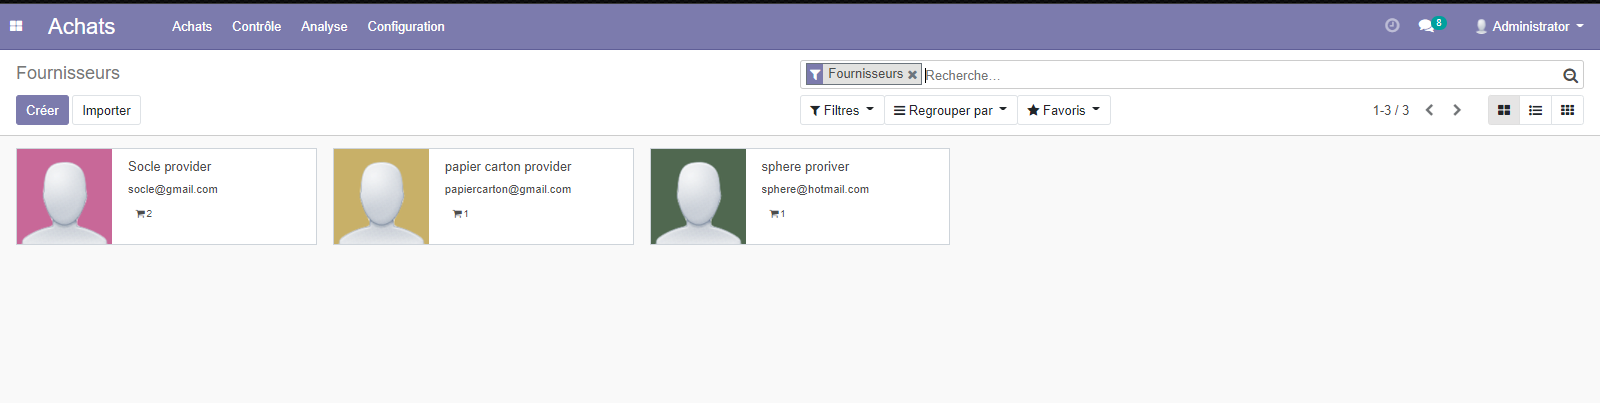 Achats Achats Contrôle Analyse Configuration 8 Administrator
Fournisseurs Fournisseurs Recherche...
Créer Importer Filtres Regrouper par Favoris 1-3 / 3
Socle provider
socle@gmail.com
2
papier carton provider
papiercarton@gmail.com
1
sphere proriver
sphere@hotmail.com
1